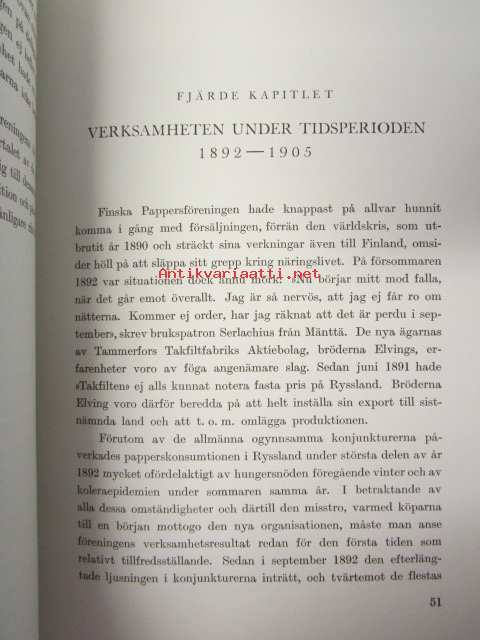 FJÄRDE KAPITLET
VERKSAMHETEN UNDER TIDSPERIODEN
1892—1905
Finska Pappersföreningen hade knappast på allvar hunnit
komma i gång med försäljningen, förrän den världskris, som ut-
brutit år 1890 och sträckt sina verkningar även till Finland, omsi-
der höll på att släppa sitt grepp kring näringslivet. På försommaren
1892 var situationen dock ännu mörk: »Nu börjar mitt mod falla,
Antikvariaatti.net
när det går emot överallt. Jag är så nervös, att jag ej får ro om
nätterna. Kommer ej order, har jag räknat att det är perdu i sep-
tember», skrev brukspatron Serlachius från Mänttä. De nya ägarnas
av Tammerfors Takfiltfabriks Aktiebolag, bröderna Elvings, er-
farenheter voro av föga angenämare slag. Sedan juni 1891 hade
»Takfilten» ej alls kunnat notera fasta pris på Ryssland. Bröderna
Elving voro därför beredda på att helt inställa sin export till sist-
nämnda land och att t. o. m. omlägga produktionen.
Förutom av de allmänna ogynnsamma konjunkturerna på-
verkades papperskonsumtionen i Ryssland under största delen av år
1892 mycket ofördelaktigt av hungersnöden föregående vinter och av
koleraepidemien under sommaren samma år. I betraktande av
alla dessa omständigheter och därtill den misstro, varmed köparna
till en början mottogo den nya organisationen, måste man anse
föreningens verksamhetsresultat redan för den första tiden som
relativt tillfredsställande. Sedan i september 1892 den efterläng-
tade ljusningen i konjunkturerna inträtt, och tvärtemot de flestas
51